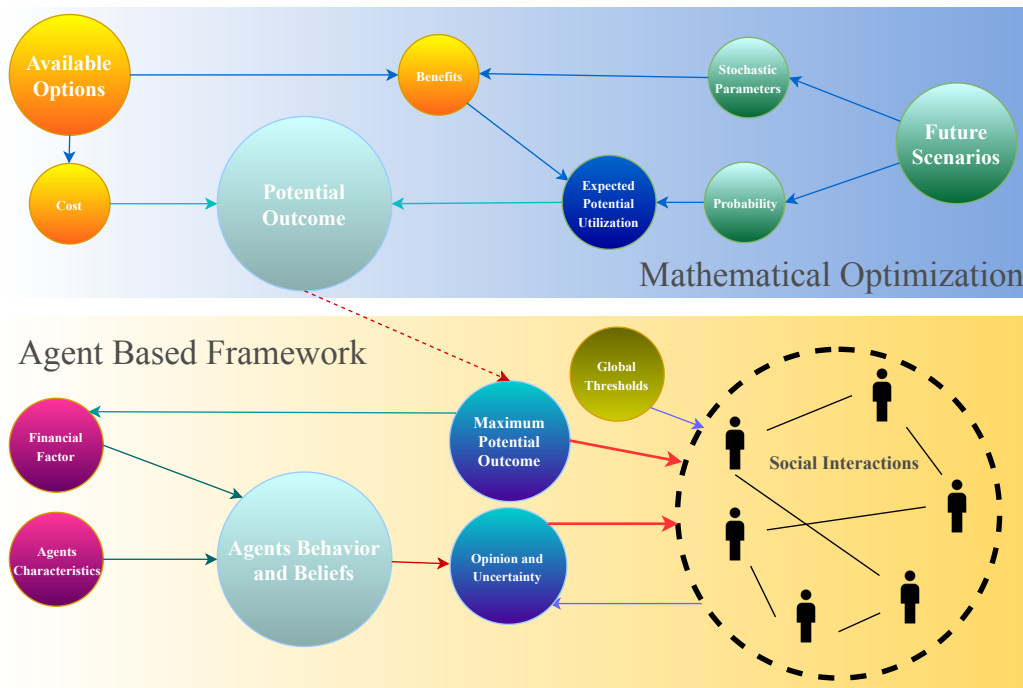 Available
Options
Benefits
Stochastic
Parameters
Future
Scenarios
Cost
Potential
Outcome
Expected
Potential
Utilization
Probability
Mathematical Optimization
Agent Based Framework
Global
Thresholds
Financial
Factor
Maximum
Potential
Outcome
Social Interactions
Agents
Characteristics
Agents Behavior
and Beliefs
Opinion and
Uncertainty